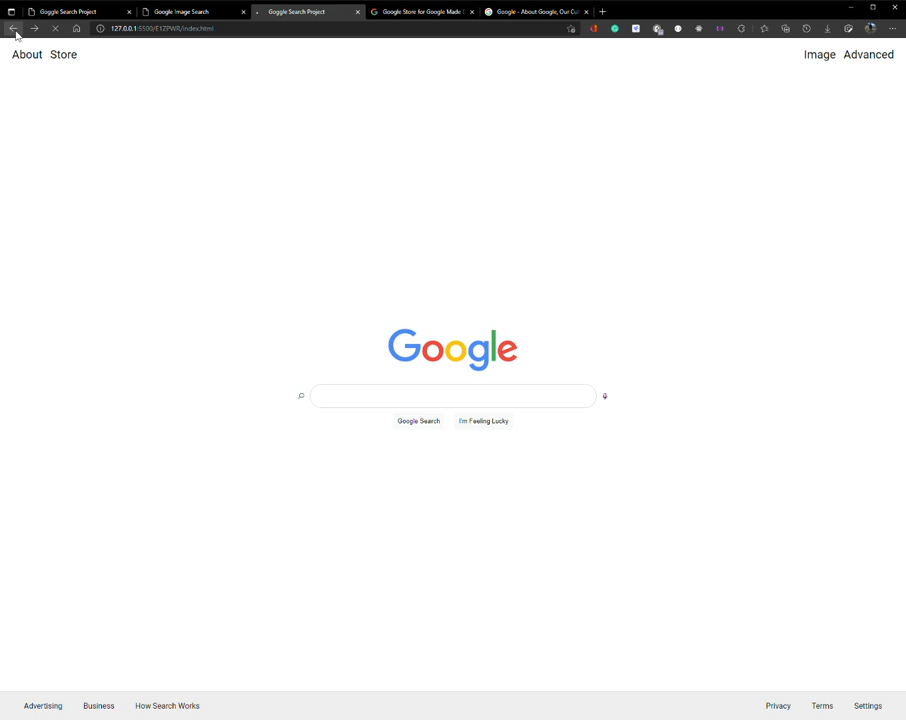 Goggle Search Project
Google Image Search
Goggle Search Project
Google Store for Google Made D
Google - About Google, Our Cul
127.0.0.1:5500/E1ZPWR/index.html
About Store
Image Advanced
Google
Google Search
I'm Feeling Lucky
Advertising Business How Search Works
Privacy Terms Settings